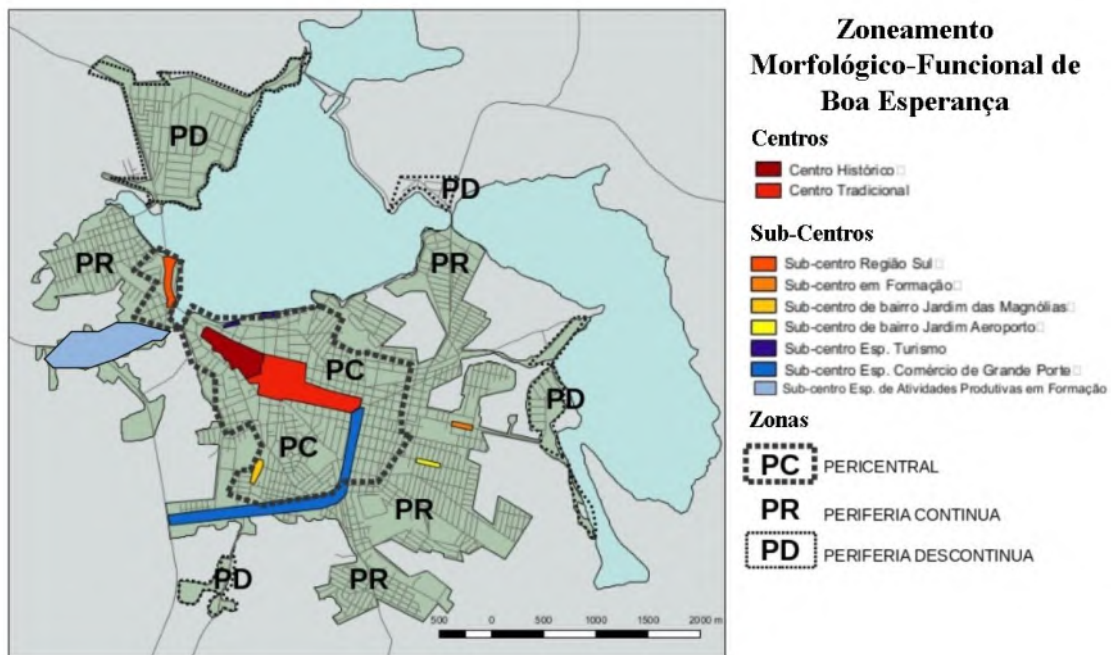 Zoneamento
Morfológico-Funcional de
Boa Esperança
Centros
Centro Histórico
Centro Tradicional
Sub-Centros
Sub-centro Região Sul
Sub-centro em Formação
Sub-centro de bairro Jardim das Magnólias
Sub-centro de bairro Jardim Aeroporto
Sub-centro Esp. Turismo
Sub-centro Esp. Comércio de Grande Porte
Sub-centro Esp. de Atividades Produtivas em Formação
Zonas
PC PERICENTRAL
PR PERIFERIA CONTINUA
PD PERIFERIA DESCONTINUA
PD
PD
PR
PR
PC
PD
PC
PR
PD
PR
500 0 500 1000 1500 2000 m